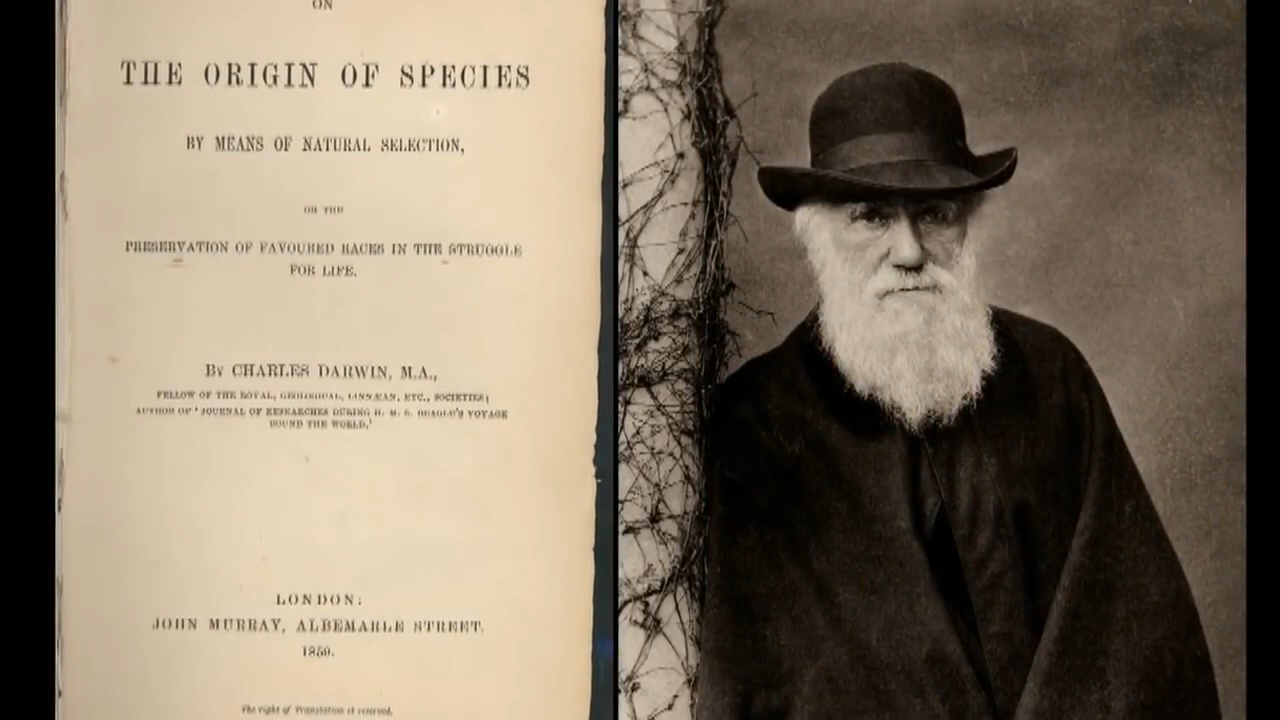 ON
THE ORIGIN OF SPECIES
BY MEANS OF NATURAL SELECTION,
OR THE
PRESERVATION OF FAVOURED RACES IN THE STRUGGLE
FOR LIFE.
By CHARLES DARWIN, M.A.,
FELLOW OF THE ROYAL, GEOLOGICAL, LINNÆAN, ETC., SOCIETIES;
AUTHOR OF 'JOURNAL OF RESEARCHES DURING H. M. S. BEAGLE'S VOYAGE
ROUND THE WORLD.'
LONDON:
JOHN MURRAY, ALBEMARLE STREET.
1859.
The right of Translation is reserved.